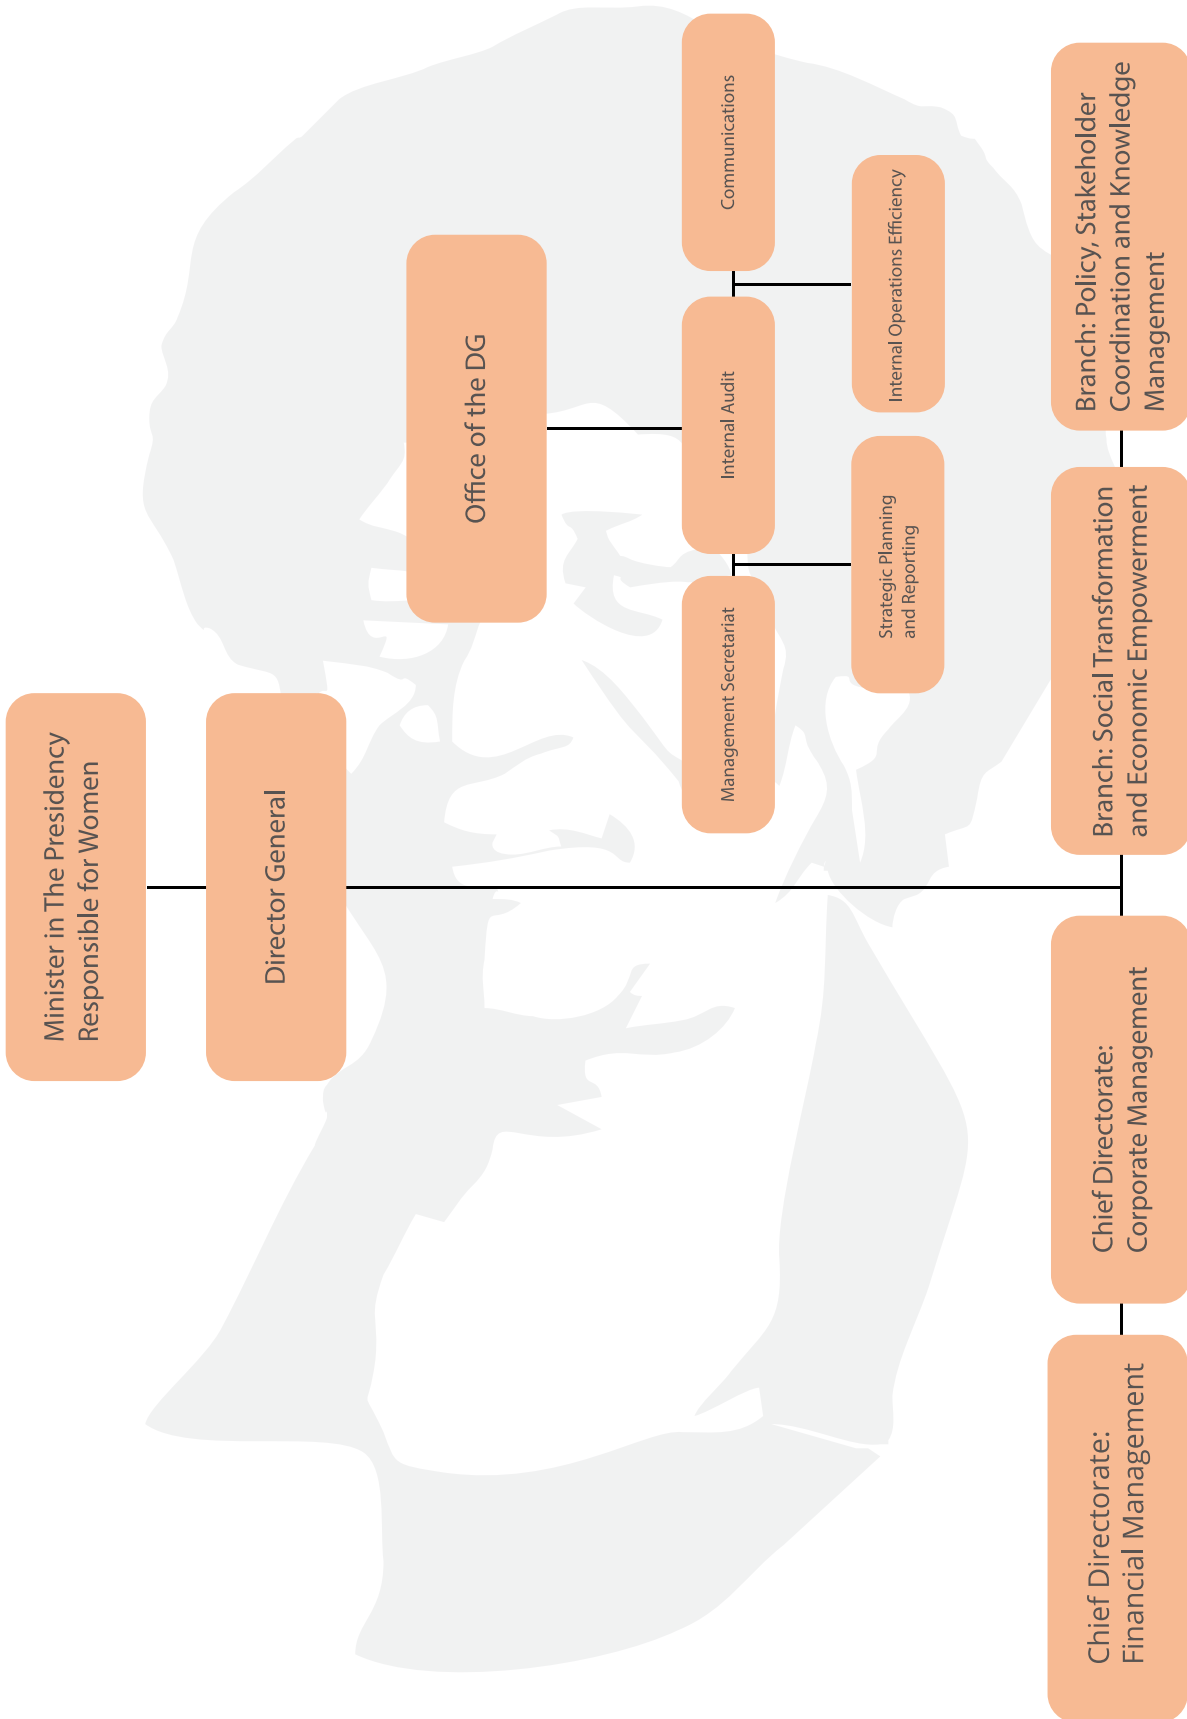 Minister in The Presidency
Responsible for Women
Director General
Office of the DG
Management Secretariat
Internal Audit
Communications
Strategic Planning
and Reporting
Internal Operations Efficiency
Chief Directorate:
Financial Management
Chief Directorate:
Corporate Management
Branch: Social Transformation
and Economic Empowerment
Branch: Policy, Stakeholder
Coordination and Knowledge
Management